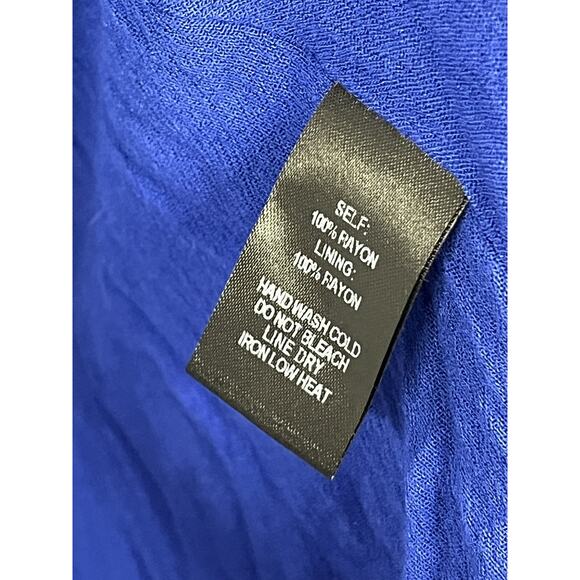 SELF:
100% RAYON
LINING:
100% RAYON
HAND WASH COLD
DO NOT BLEACH
LINE DRY
IRON LOW HEAT